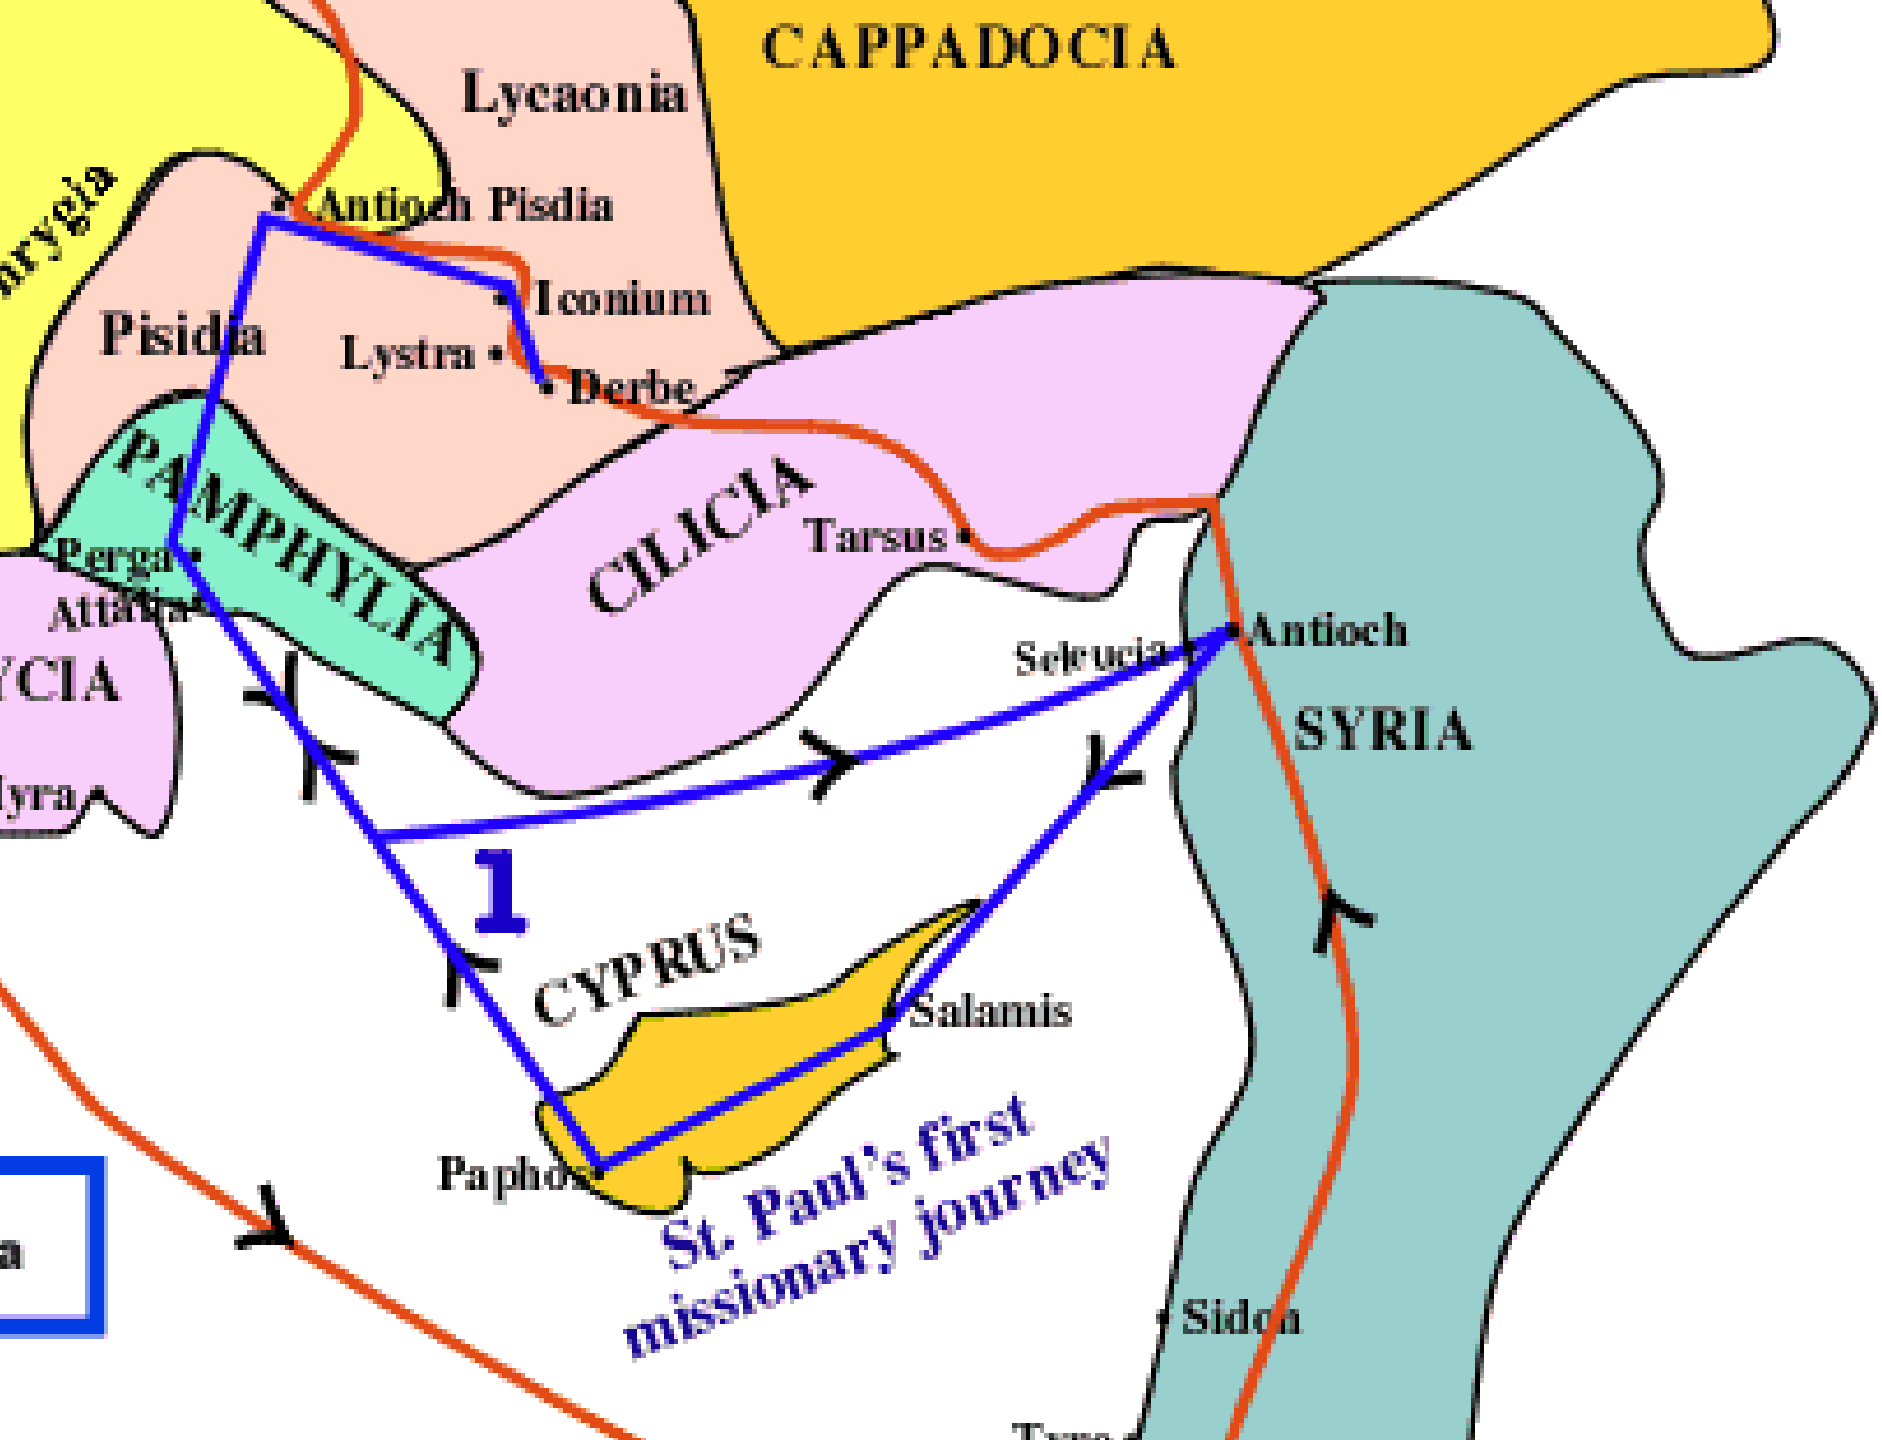 CAPPADOCIA
Lycaonia
Antioch Pisdia
Iconium
Pisidia
Lystra
Derbe
PAMPHYLIA
CILICIA
Tarsus
Perga
Attalia
Antioch
Seleucia
SYRIA
1
CYPRUS
Salamis
Paphos
St. Paul's first
missionary journey
Sidon